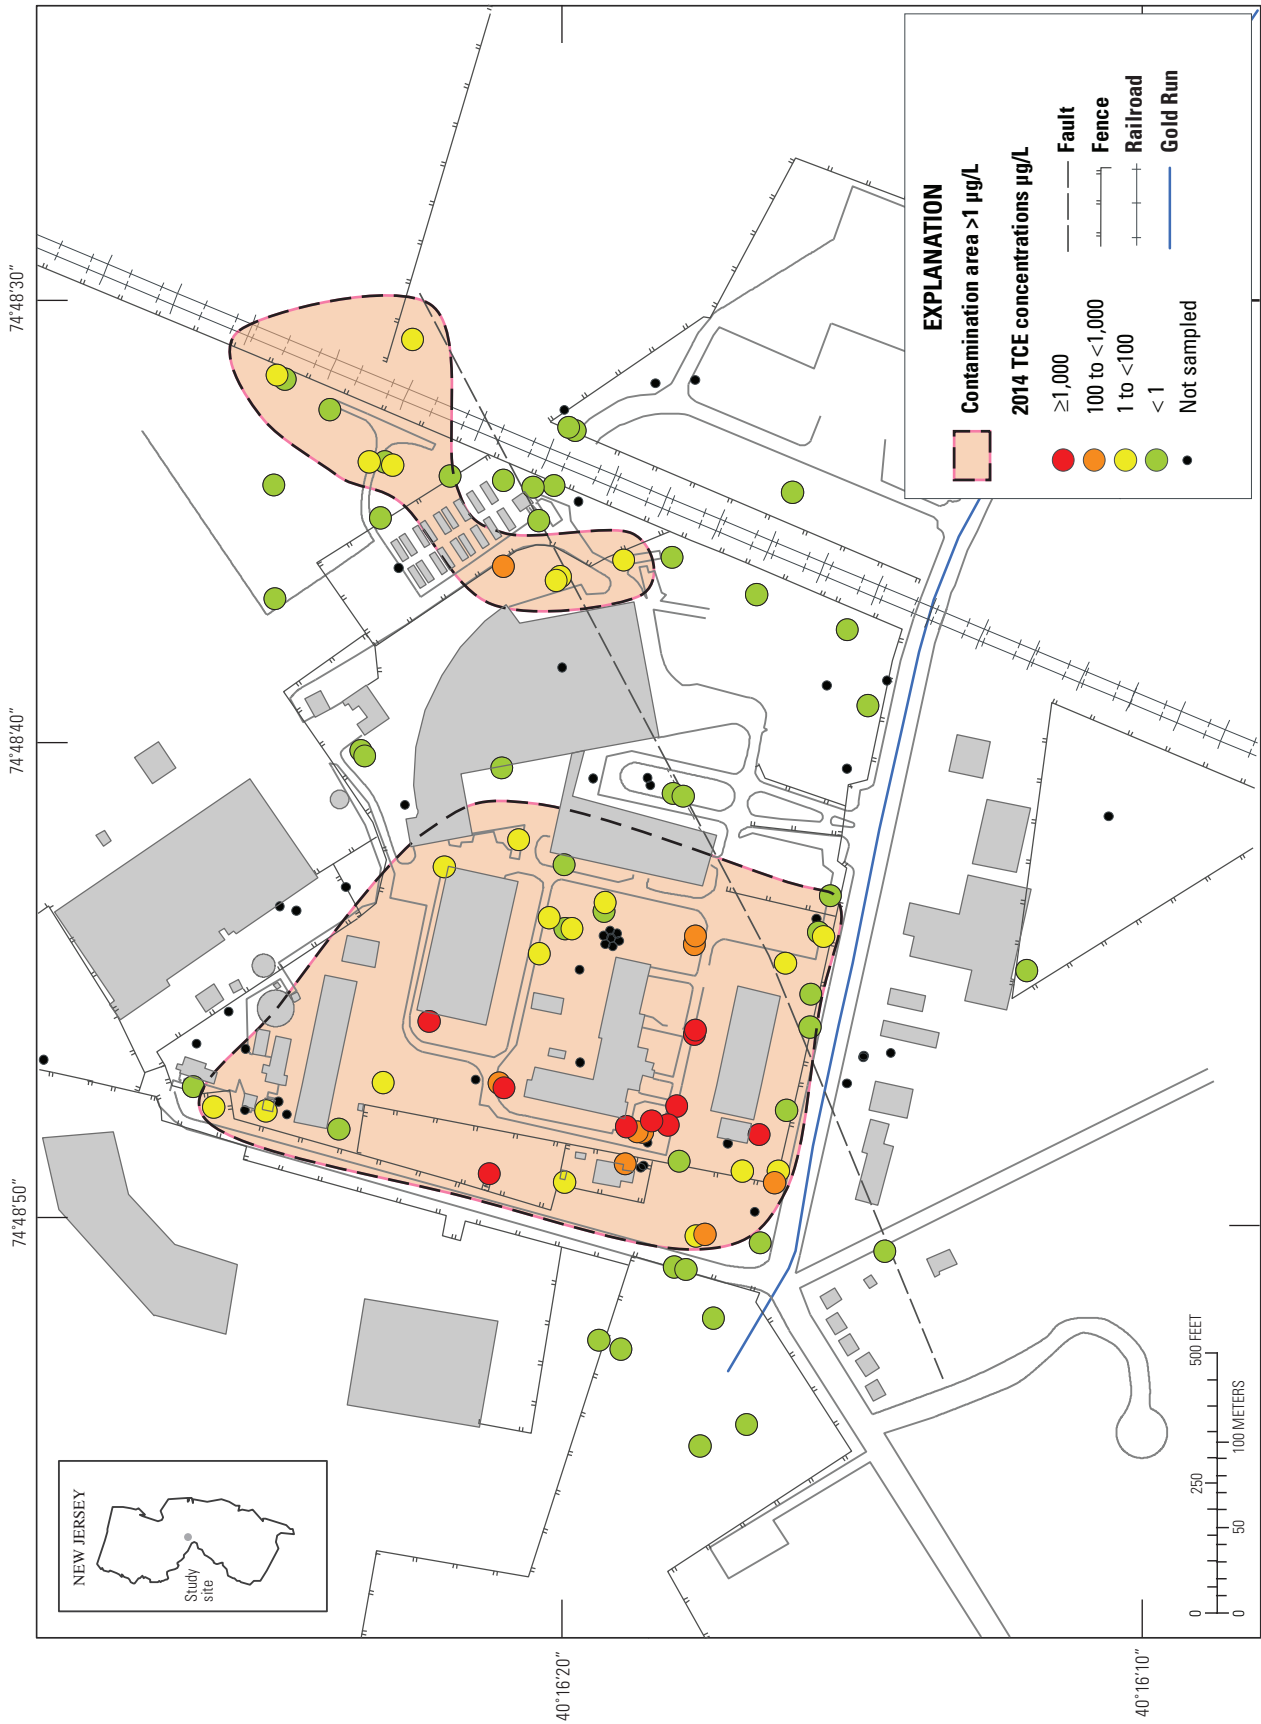 74°48'50"
74°48'40"
74°48'30"
40°16'20"
40°16'10"
NEW JERSEY
Study
site
EXPLANATION
Contamination area >1 µg/L
2014 TCE concentrations µg/L
≥1,000
100 to <1,000
1 to <100
< 1
Not sampled
Fault
Fence
Railroad
Gold Run
0 250 500 FEET
0 50 100 METERS